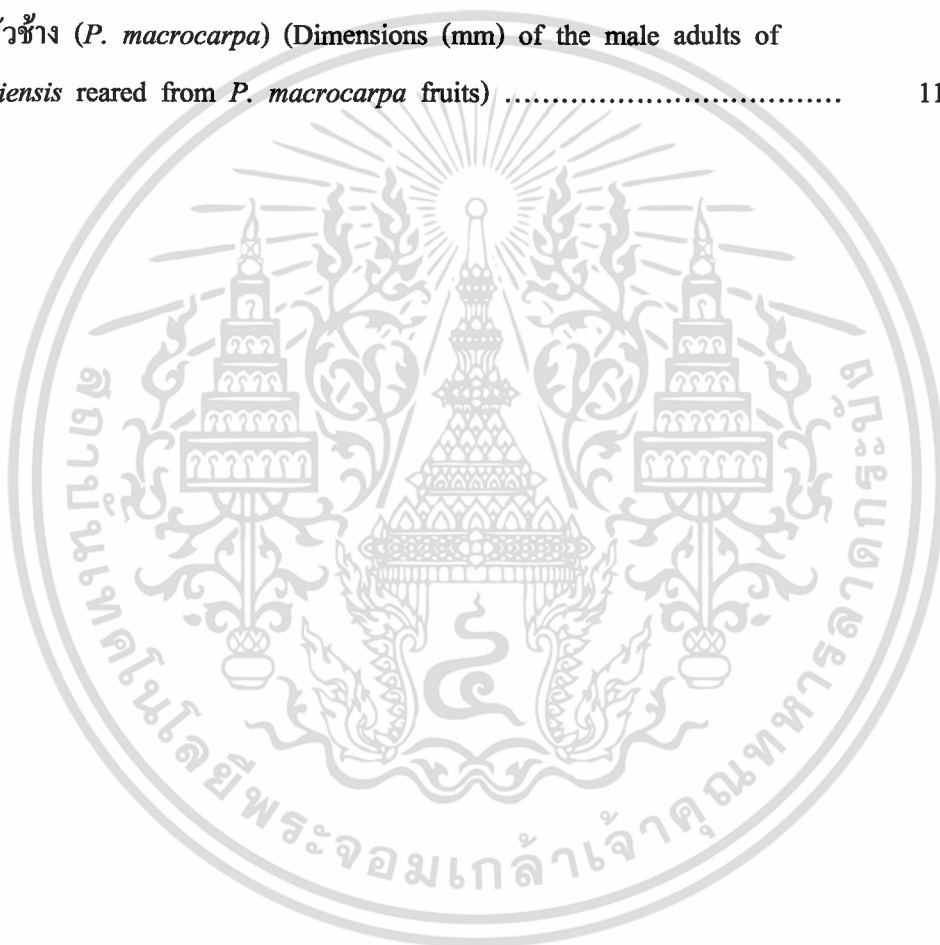 ัวช้าง (P. macrocarpa) (Dimensions (mm) of the male adults of
iensis reared from P. macrocarpa fruits) .................................... 11
สถาบันเทคโนโลยีพระจอมเกล้าเจ้าคุณทหารลาดกระบัง
๔